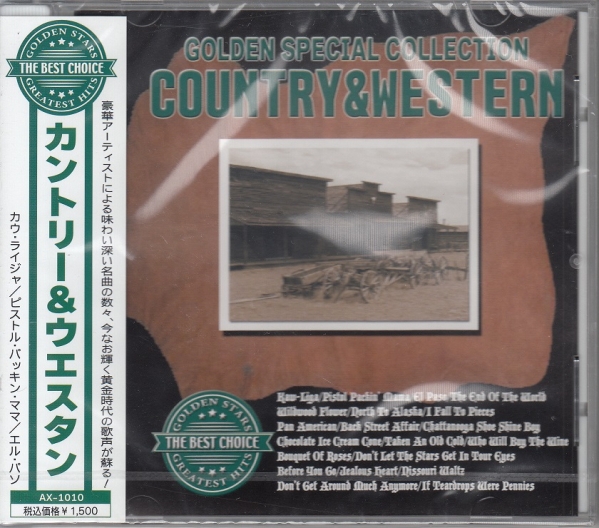 GOLDEN STARS
THE BEST CHOICE
GREATEST HITS
カントリー&ウエスタン
豪華アーティストによる味わい深い名曲の数々、今なお輝く黄金時代の歌声が蘇る!
カウ・ライジャ/ピストル・パッキン・ママ/エル・パソ
AX-1010
税込価格¥1,500
GOLDEN SPECIAL COLLECTION
COUNTRY&WESTERN
GOLDEN STARS
THE BEST CHOICE
GREATEST HITS
Kaw-Liga/Pistol Packin' Mama El Paso The End Of The World
Wildwood Flower/North To Alaska/I Fall To Pieces
Pan American/Back Street Affair/Chattanoga Shoe Shine Boy
Chocolate Ice Cream Cone/Taken An Old Cold/Who Will Buy The Wine
Bouquet Of Roses/Don't Let The Stars Get In Your Eyes
Before You Go/Jealous Heart/Missouri Waltz
Don't Get Around Much Anymore/If Teardrops Were Pennies